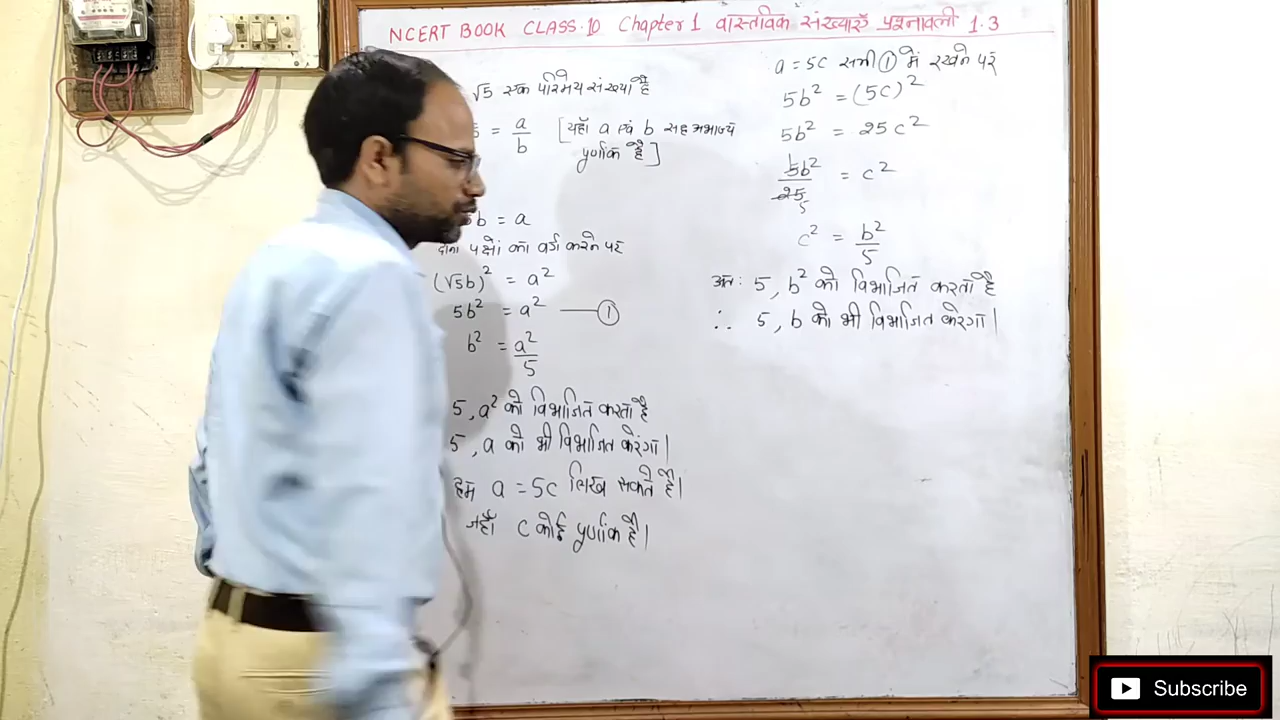 NCERT BOOK CLASS.10 Chapter 1 वास्तविक संख्याएँ प्रश्नावली 1.3
√5 एक परिमेय संख्या है
= a/b [यहाँ a एवं b सह अभाज्य
पूर्णांक है]
b = a
दोनो पक्षों का वर्ग करने पर
(√5b)² = a²
5b² = a² —— ①
b² = a²/5
5, a² को विभाजित करता है
5, a को भी विभाजित करेगा।
हम a = 5c लिख सकते है।
जहाँ c कोई पूर्णांक है।
a = 5c समी ① में रखने पर
5b² = (5c)²
5b² = 25c²
5b²/25 = c²
1
5
c² = b²/5
अतः 5, b² को विभाजित करता है
∴ 5, b को भी विभाजित करेगा।
Subscribe